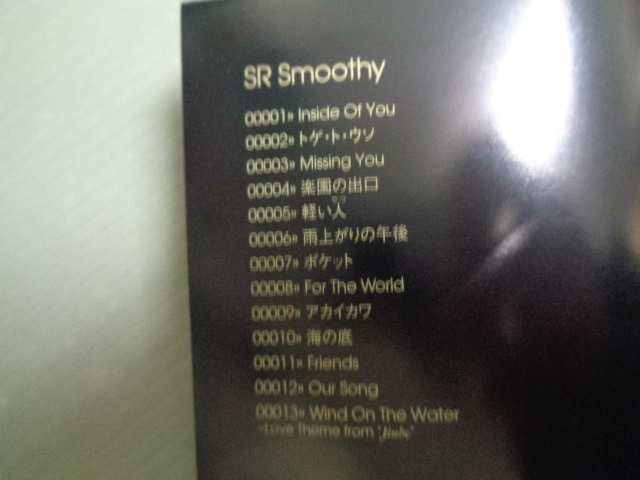 SR Smoothy
00001» Inside Of You
00002» トゲ・ト・ウソ
00003» Missing You
00004» 楽園の出口
00005» 軽い人
00006» 雨上がりの午後
00007» ポケット
00008» For The World
00009» アカイカワ
00010» 海の底
00011» Friends
00012» Our Song
00013» Wind On The Water
~Love Theme from "Jinbe"